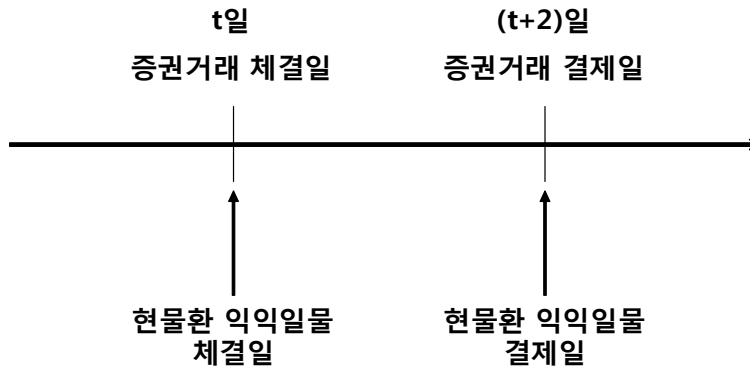 t일
(t+2)일
증권거래 체결일
증권거래 결제일
현물환 익익일물
체결일
현물환 익익일물
결제일